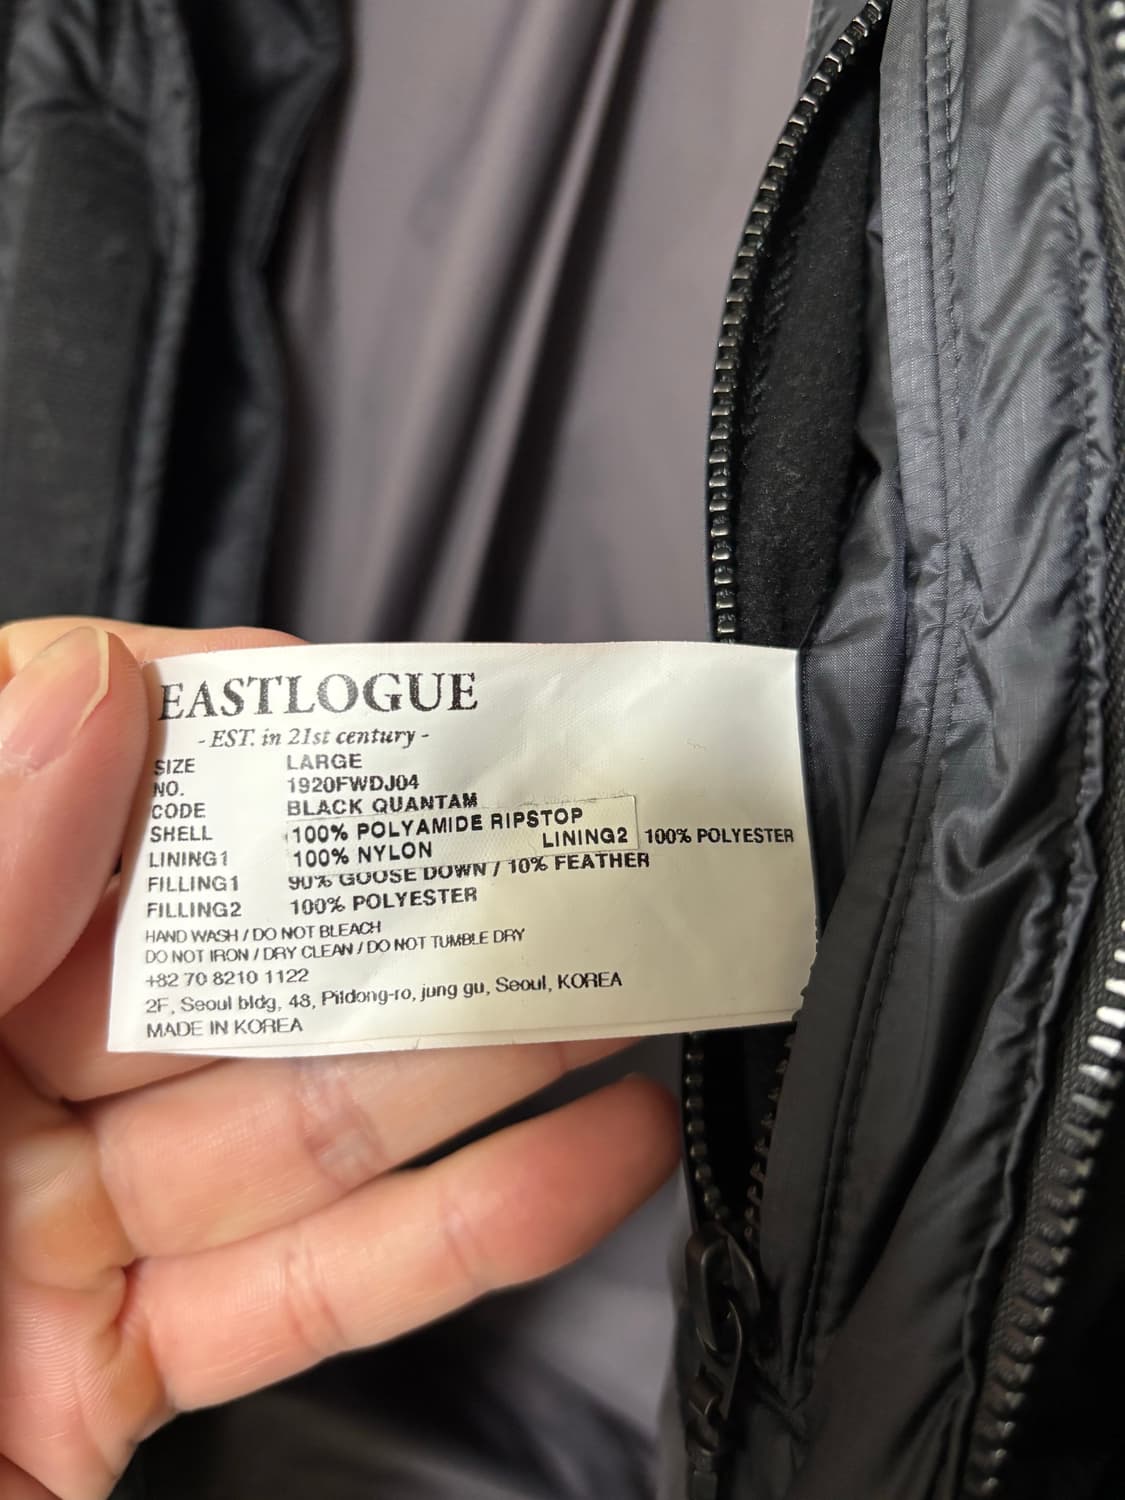 EASTLOGUE
- EST. in 21st century -
SIZE LARGE
NO. 1920FWDJ04
CODE BLACK QUANTAM
SHELL 100% POLYAMIDE RIPSTOP
LINING1 100% NYLON LINING2 100% POLYESTER
FILLING1 90% GOOSE DOWN / 10% FEATHER
FILLING2 100% POLYESTER
HAND WASH / DO NOT BLEACH
DO NOT IRON / DRY CLEAN / DO NOT TUMBLE DRY
+82 70 8210 1122
2F, Seoul bldg, 48, Pildong-ro, jung gu, Seoul, KOREA
MADE IN KOREA